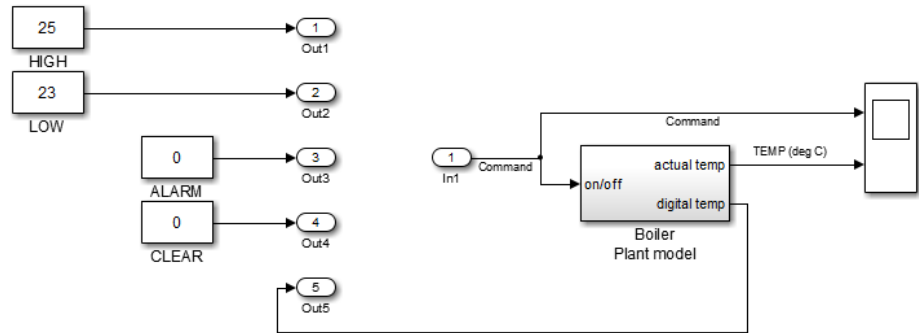 25
HIGH
1
Out1
23
LOW
2
Out2
0
ALARM
3
Out3
0
CLEAR
4
Out4
5
Out5
1
In1
Command
Command
on/off
actual temp
digital temp
Boiler
Plant model
TEMP (deg C)